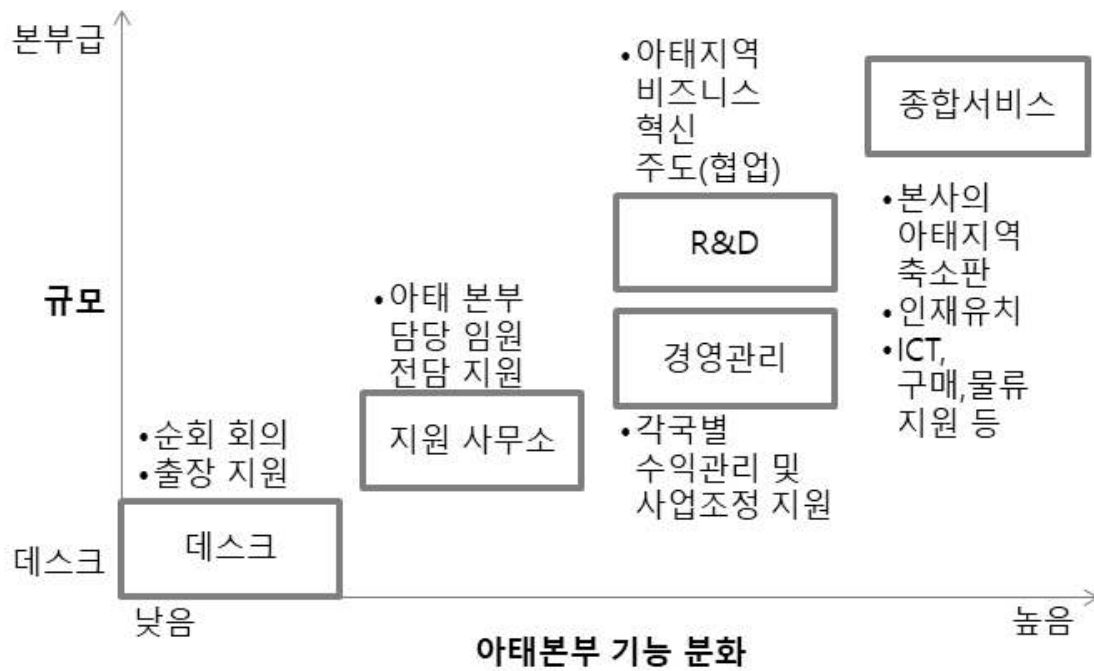 본부급
•아태지역
비즈니스
혁신
주도(협업)
종합서비스
•본사의
아태지역
축소판
•인재유치
•ICT,
구매,물류
지원 등
R&D
규모
•아태 본부
담당 임원
전담 지원
경영관리
•각국별
수익관리 및
사업조정 지원
지원 사무소
•순회 회의
•출장 지원
데스크
데스크
낮음
높음
아태본부 기능 분화